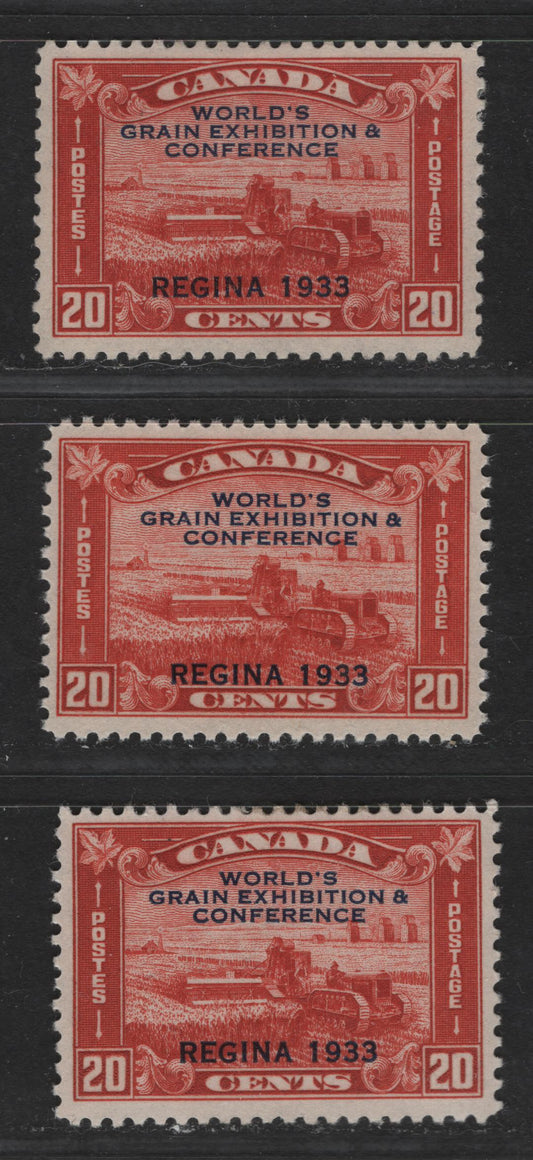 CANADA
WORLD'S
GRAIN EXHIBITION &
CONFERENCE
POSTES
POSTAGE
REGINA 1933
20 CENTS 20
CANADA
WORLD'S
GRAIN EXHIBITION &
CONFERENCE
POSTES
POSTAGE
REGINA 1933
20 CENTS 20
CANADA
WORLD'S
GRAIN EXHIBITION &
CONFERENCE
POSTES
POSTAGE
REGINA 1933
20 CENTS 20